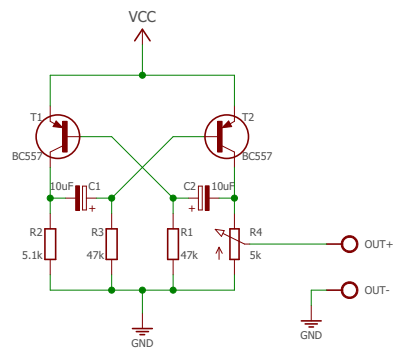 VCC
T1
T2
BC557
BC557
10uF C1
C2 10uF
+
+
R2
R3
R1
R4
5.1k
47k
47k
5k
OUT+
OUT-
GND
GND